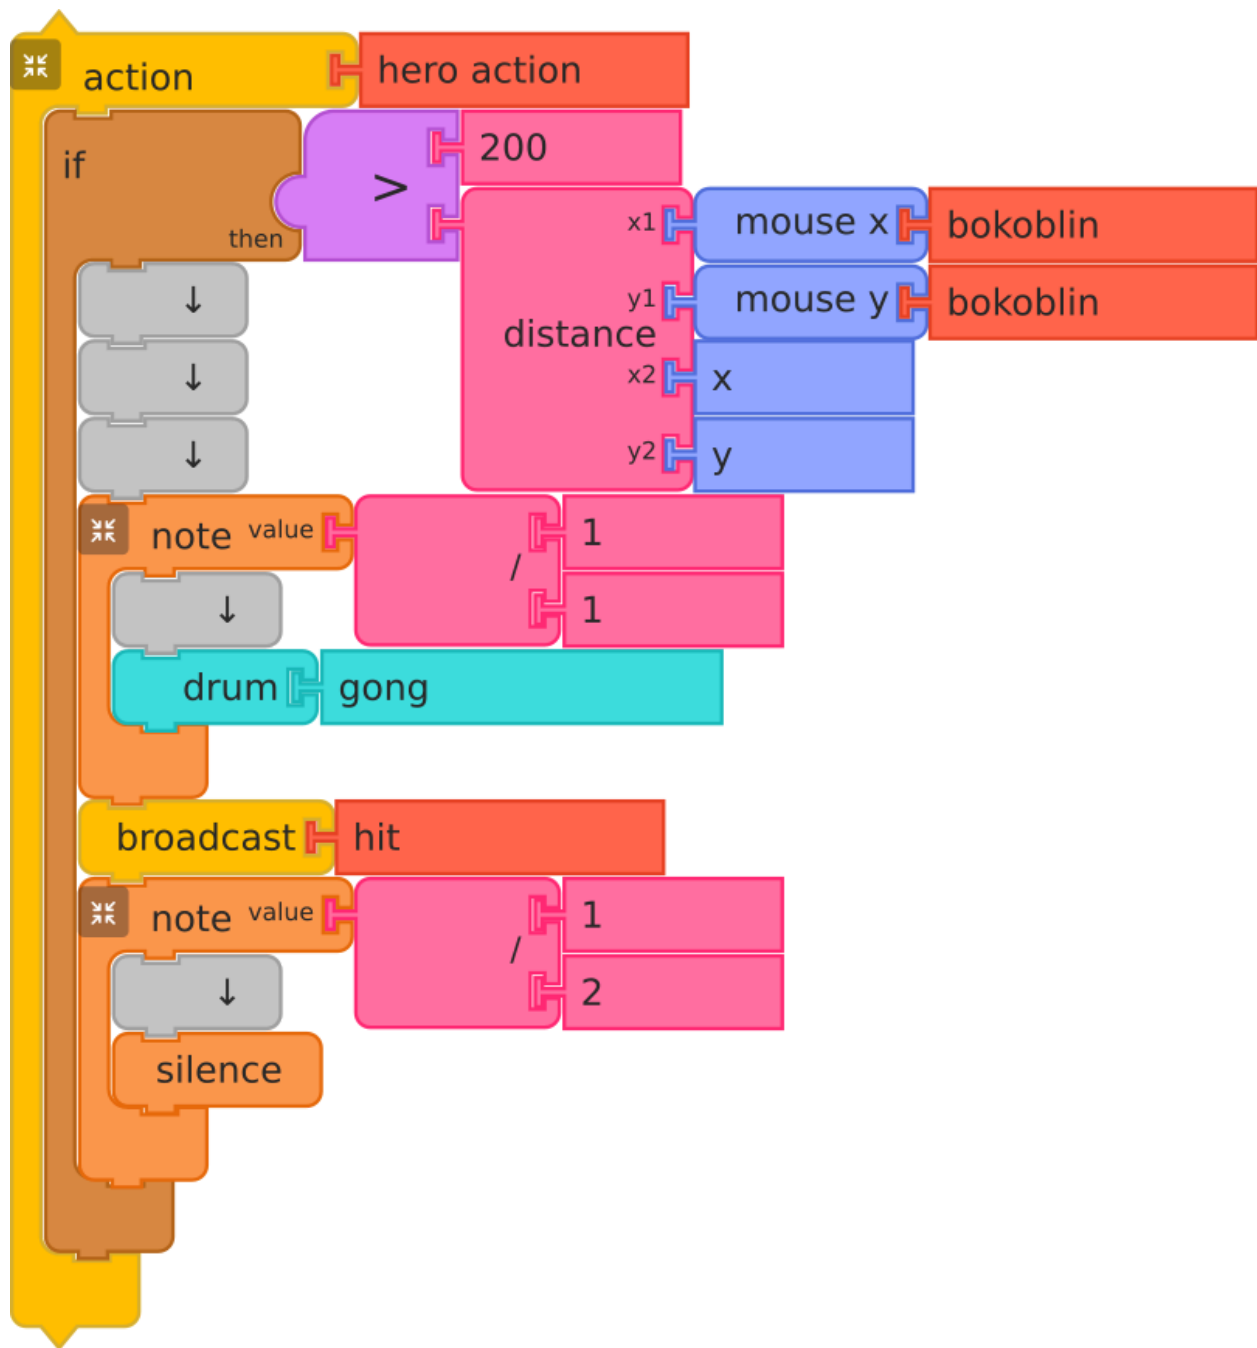 action hero action
if > 200
then
x1 mouse x bokoblin
y1 mouse y bokoblin
distance
x2 x
y2 y
↓
↓
↓
note value / 1
1
↓
drum gong
broadcast hit
note value / 1
2
↓
silence